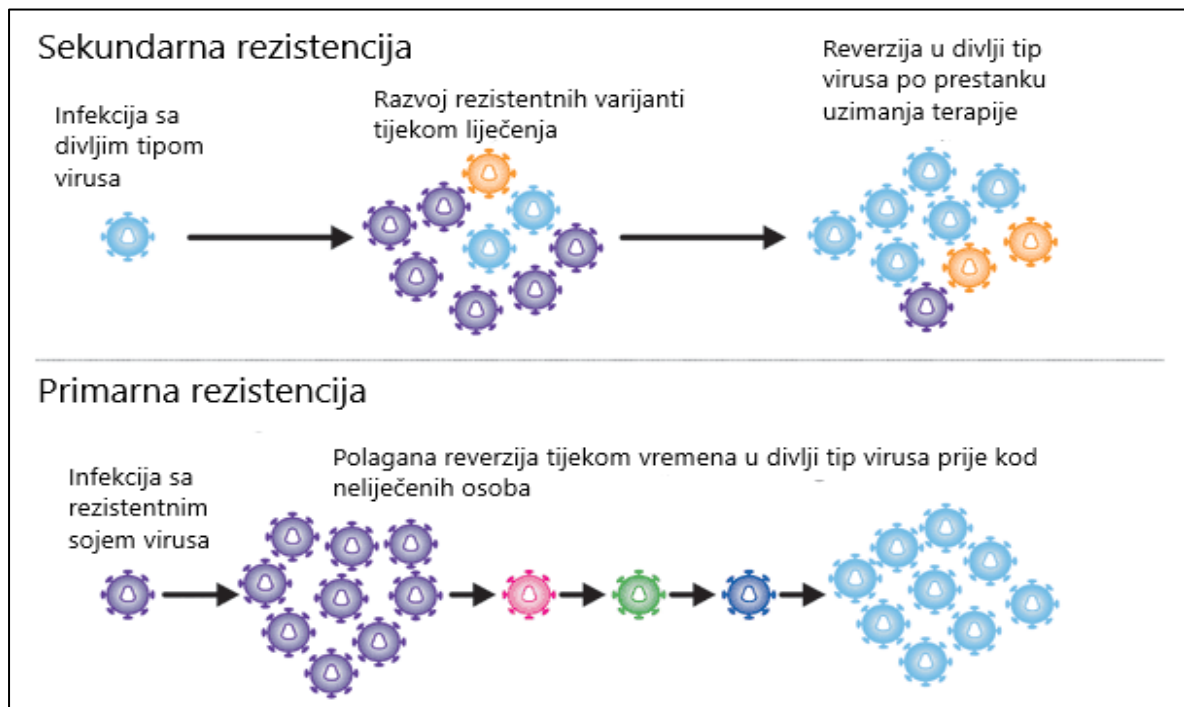 Sekundarna rezistencija
Infekcija sa
divljim tipom
virusa
Razvoj rezistentnih varijanti
tijekom liječenja
Reverzija u divlji tip
virusa po prestanku
uzimanja terapije
Primarna rezistencija
Infekcija sa
rezistentnim
sojem virusa
Polagana reverzija tijekom vremena u divlji tip virusa prije kod
neliječenih osoba